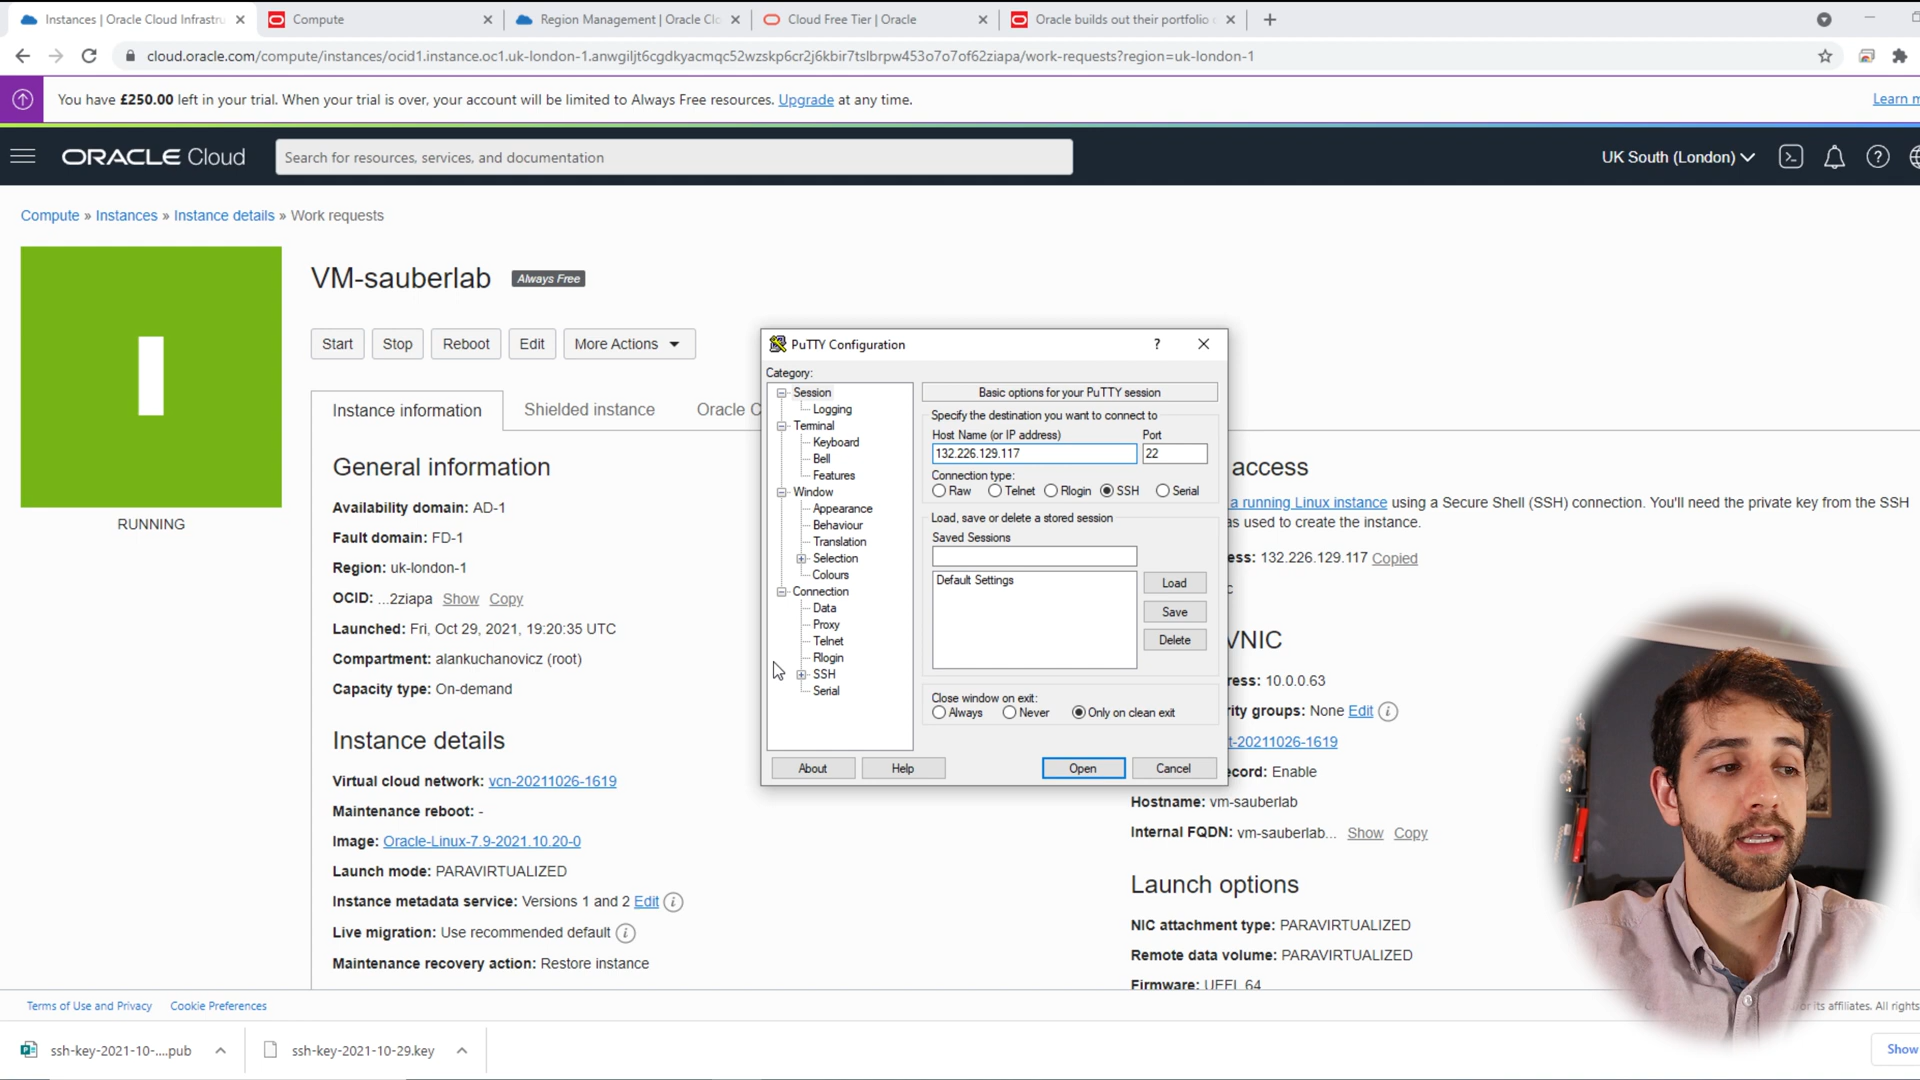 Instances | Oracle Cloud Infrastru
Compute
Region Management | Oracle Clo
Cloud Free Tier | Oracle
Oracle builds out their portfolio
cloud.oracle.com/compute/instances/ocid1.instance.oc1.uk-london-1.anwgiljt6cgdkyacmqc52wzskp6cr2j6kbir7tslbrpw453o7o7of62ziapa/work-requests?region=uk-london-1
You have £250.00 left in your trial. When your trial is over, your account will be limited to Always Free resources. Upgrade at any time.
Learn m
ORACLE Cloud
Search for resources, services, and documentation
UK South (London)
Compute » Instances » Instance details » Work requests
VM-sauberlab
Always Free
Start
Stop
Reboot
Edit
More Actions
Instance information
Shielded instance
Oracle C
General information
Availability domain: AD-1
Fault domain: FD-1
Region: uk-london-1
OCID: ...2ziapa Show Copy
Launched: Fri, Oct 29, 2021, 19:20:35 UTC
Compartment: alankuchanovicz (root)
Capacity type: On-demand
Instance details
Virtual cloud network: vcn-20211026-1619
Maintenance reboot: -
Image: Oracle-Linux-7.9-2021.10.20-0
Launch mode: PARAVIRTUALIZED
Instance metadata service: Versions 1 and 2 Edit
Live migration: Use recommended default
Maintenance recovery action: Restore instance
RUNNING
PuTTY Configuration
?
Category:
Session
Logging
Terminal
Keyboard
Bell
Features
Window
Appearance
Behaviour
Translation
Selection
Colours
Connection
Data
Proxy
Telnet
Rlogin
SSH
Serial
Basic options for your PuTTY session
Specify the destination you want to connect to
Host Name (or IP address) Port
132.226.129.117 22
Connection type:
Raw Telnet Rlogin SSH Serial
Load, save or delete a stored session
Saved Sessions
Default Settings
Load
Save
Delete
Close window on exit:
Always Never Only on clean exit
About
Help
Open
Cancel
access
a running Linux instance using a Secure Shell (SSH) connection. You'll need the private key from the SSH
as used to create the instance.
ess: 132.226.129.117 Copied
c
VNIC
ress: 10.0.0.63
rity groups: None Edit
t-20211026-1619
cord: Enable
Hostname: vm-sauberlab
Internal FQDN: vm-sauberlab... Show Copy
Launch options
NIC attachment type: PARAVIRTUALIZED
Remote data volume: PARAVIRTUALIZED
Firmware: UEFI_64
Terms of Use and Privacy
Cookie Preferences
or its affiliates. All rights
ssh-key-2021-10-....pub
ssh-key-2021-10-29.key
Show